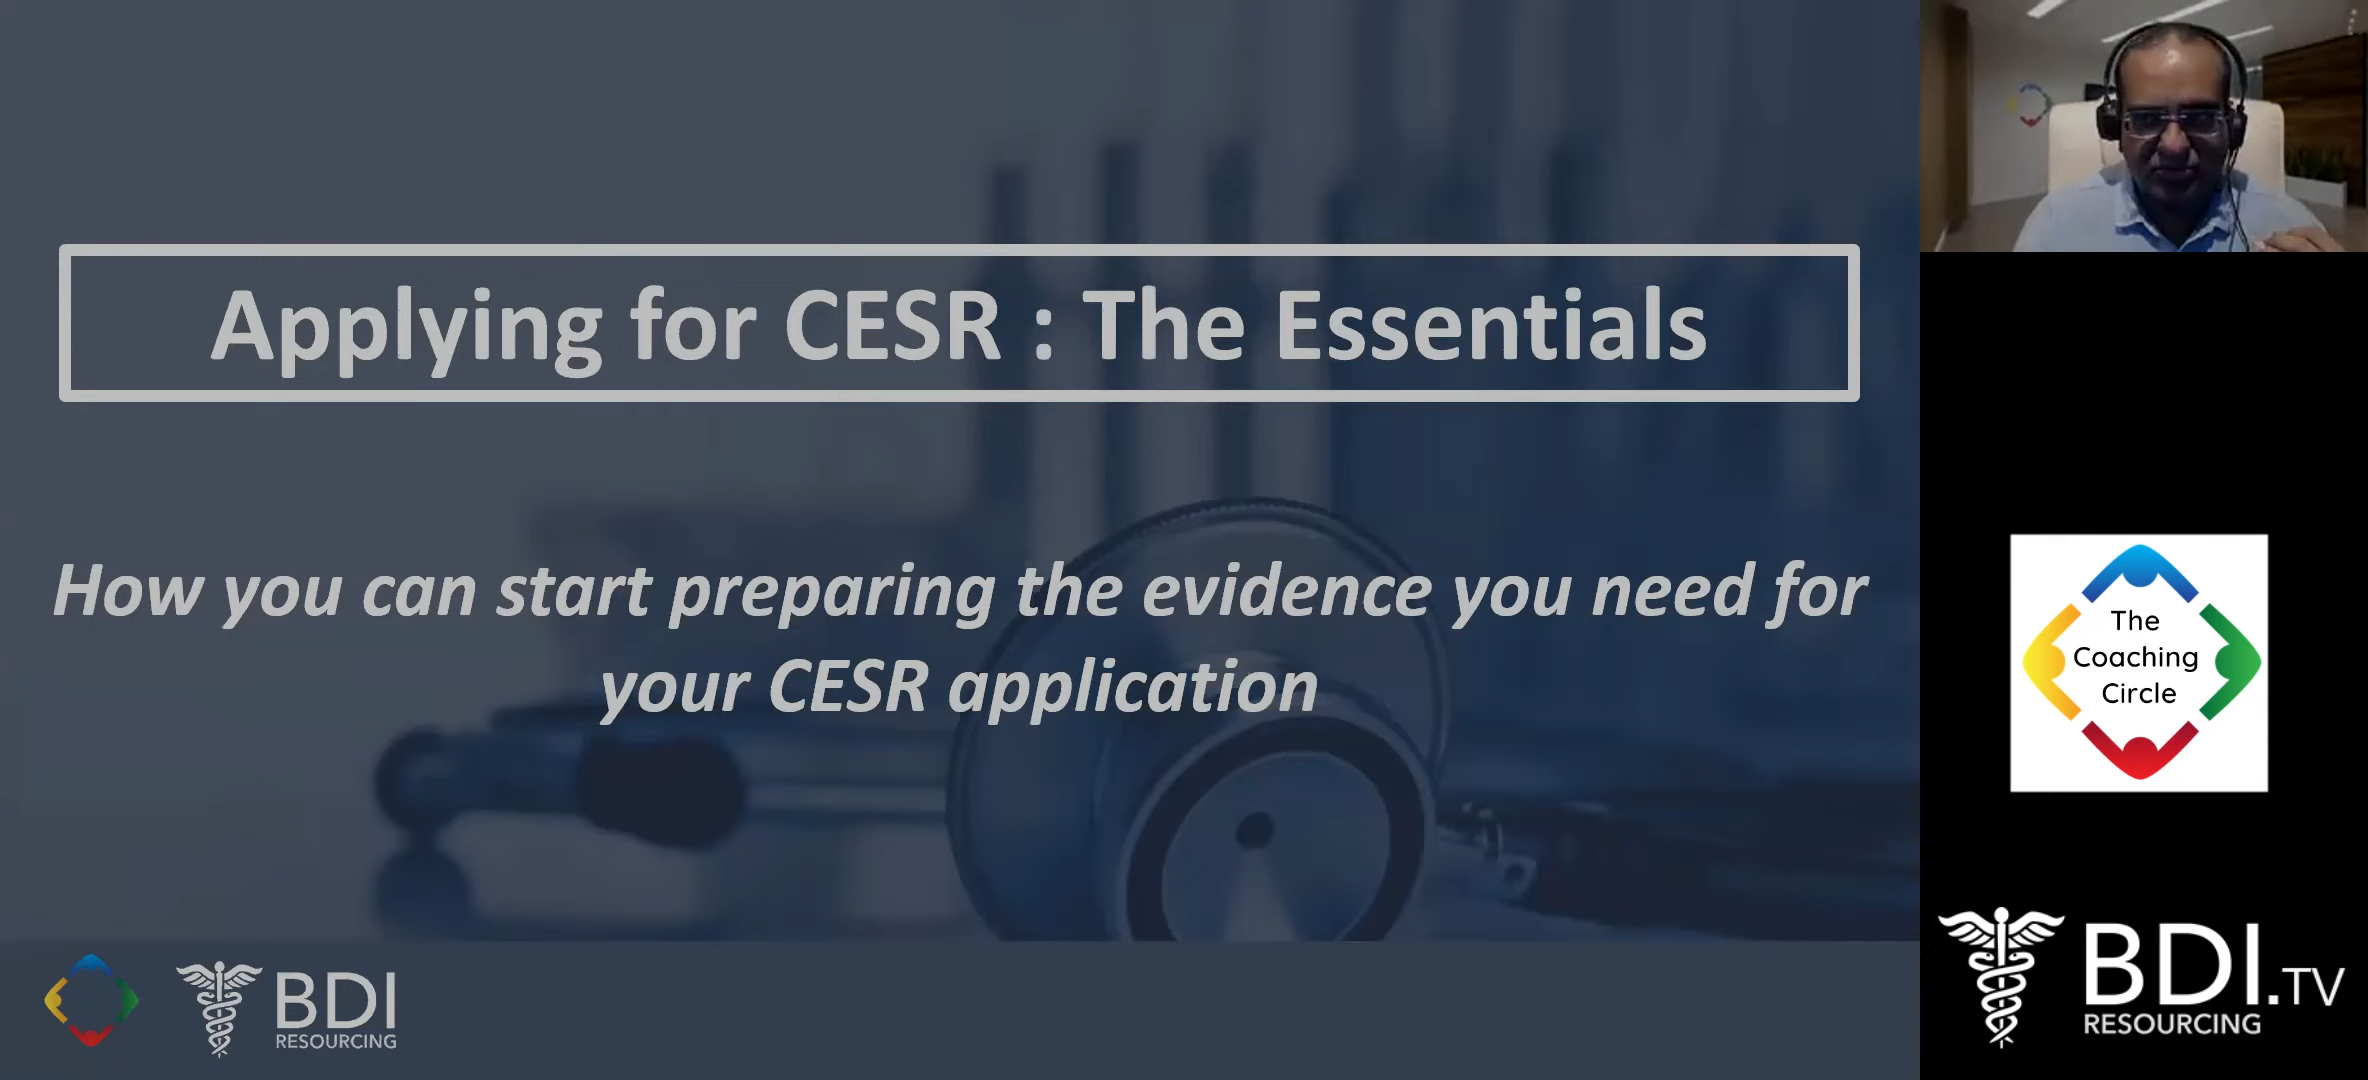 Applying for CESR : The Essentials
How you can start preparing the evidence you need for
your CESR application
BDI
RESOURCING
The
Coaching
Circle
BDI.TV
RESOURCING